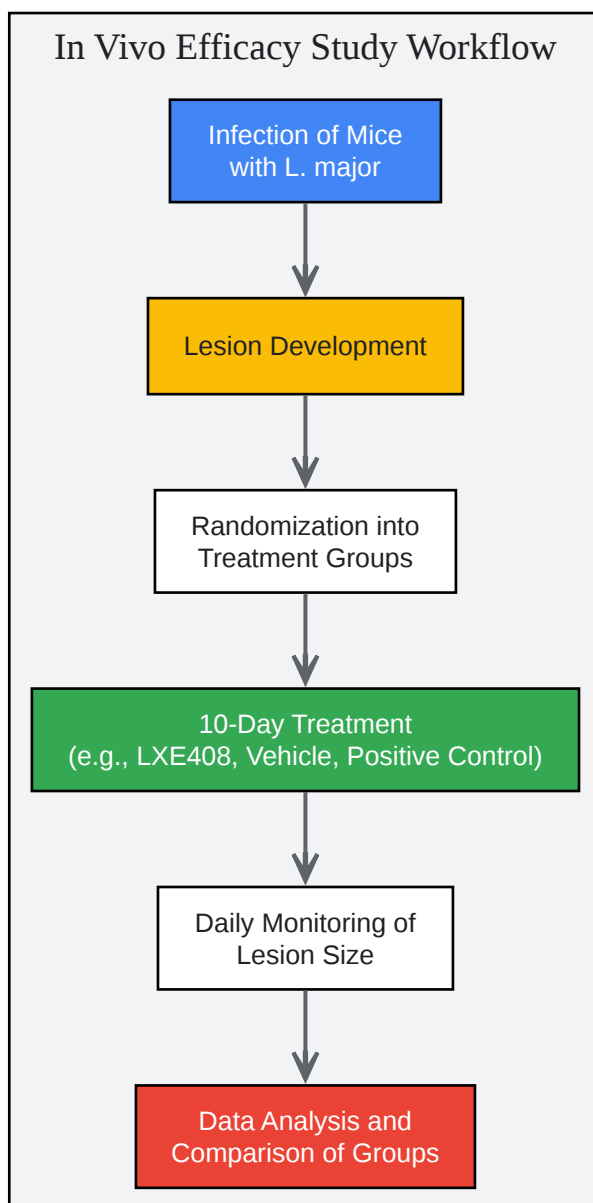 In Vivo Efficacy Study Workflow
Infection of Mice
with L. major
Lesion Development
Randomization into
Treatment Groups
10-Day Treatment
(e.g., LXE408, Vehicle, Positive Control)
Daily Monitoring of
Lesion Size
Data Analysis and
Comparison of Groups